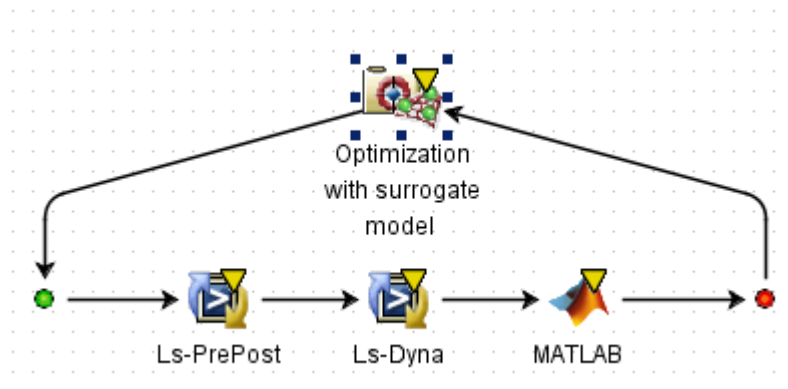 Optimization
with surrogate
model
Ls-PrePost
Ls-Dyna
MATLAB